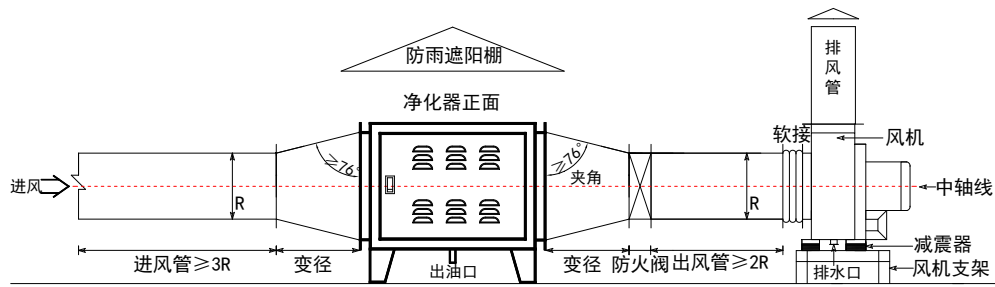 防雨遮阳棚
净化器正面
排风管
软接
风机
≥76°
≥76°
夹角
进风
R
R
中轴线
进风管≥3R
变径
出油口
变径
防火阀
出风管≥2R
排水口
减震器
风机支架